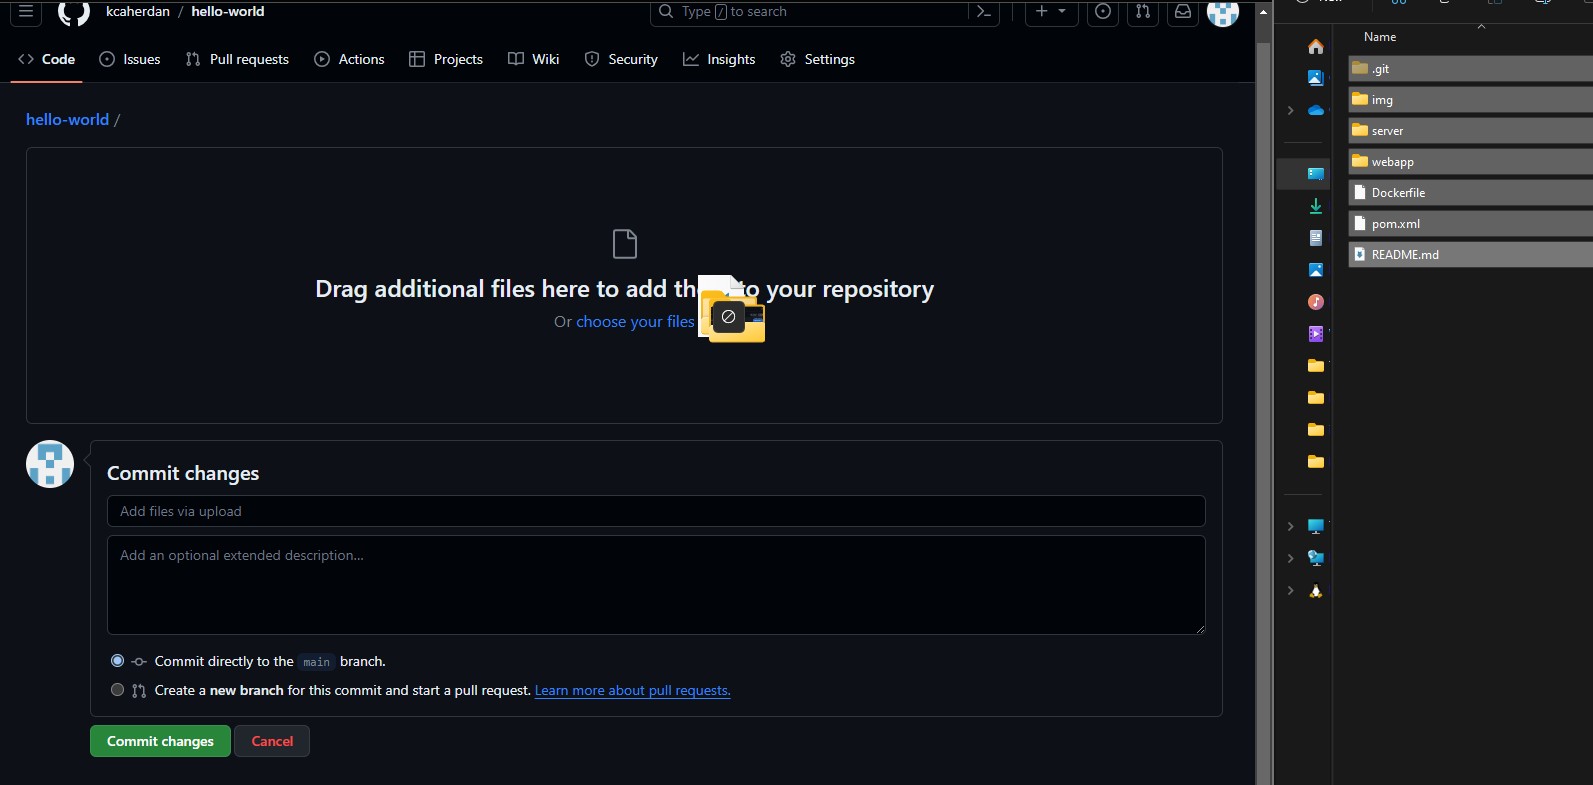 kcaherdan / hello-world
Type / to search
Code Issues Pull requests Actions Projects Wiki Security Insights Settings
hello-world /
Drag additional files here to add to your repository
Or choose your files
Commit changes
Add files via upload
Add an optional extended description...
Commit directly to the main branch.
Create a new branch for this commit and start a pull request. Learn more about pull requests.
Commit changes Cancel
Name
.git
img
server
webapp
Dockerfile
pom.xml
README.md